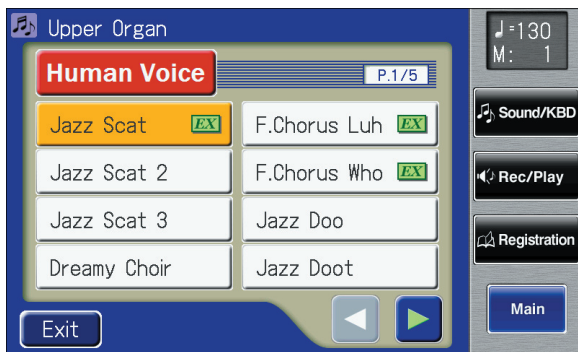 Upper Organ
Human Voice
P.1/5
Jazz Scat EX
F.Chorus Luh EX
Jazz Scat 2
F.Chorus Who EX
Jazz Scat 3
Jazz Doo
Dreamy Choir
Jazz Doot
Exit
♩=130
M: 1
Sound/KBD
Rec/Play
Registration
Main